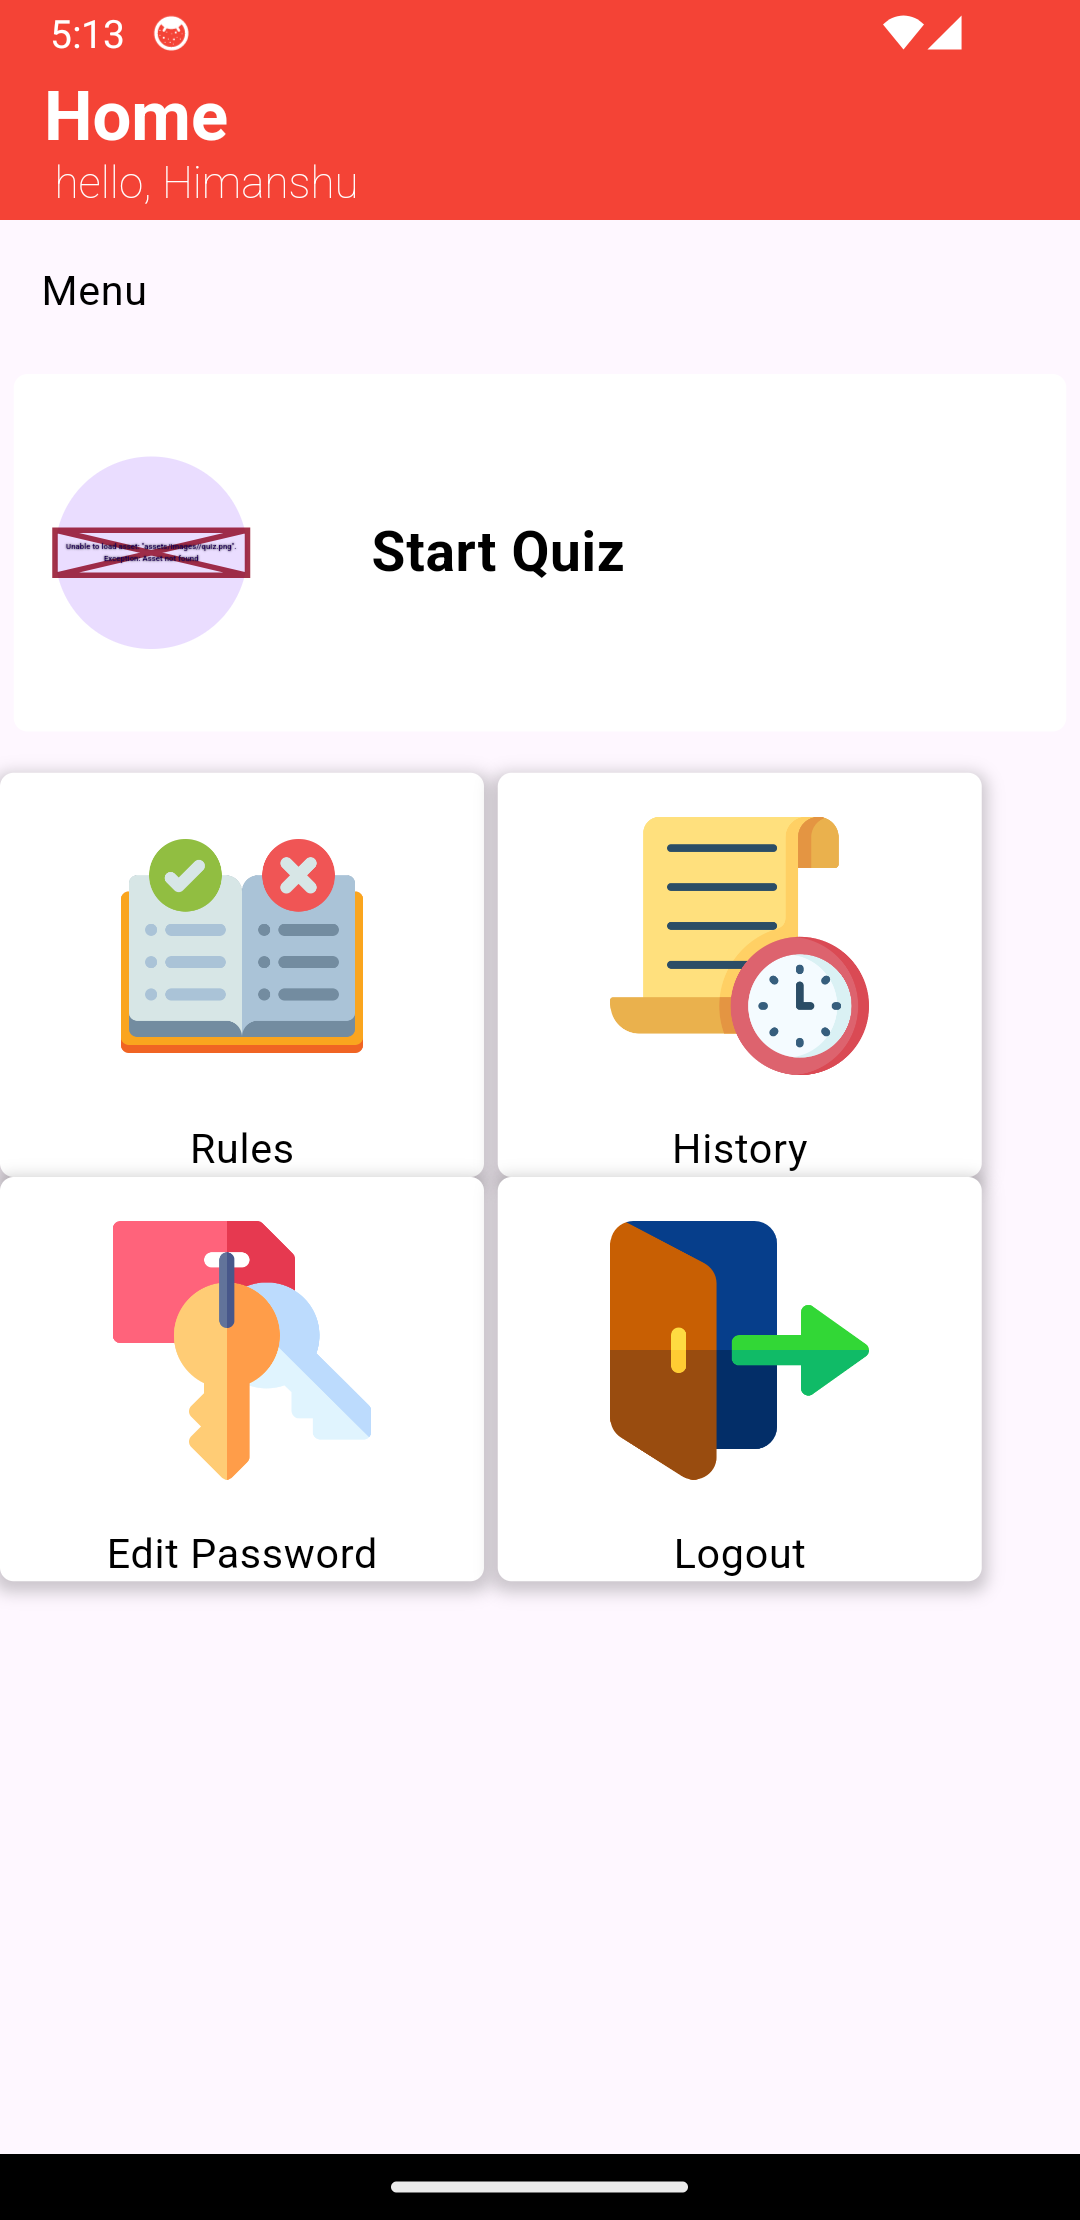 5:13
Home
hello, Himanshu
Menu
Unable to load asset: "assets/images//quiz.png".
Exception: Asset not found
Start Quiz
Rules
History
Edit Password
Logout